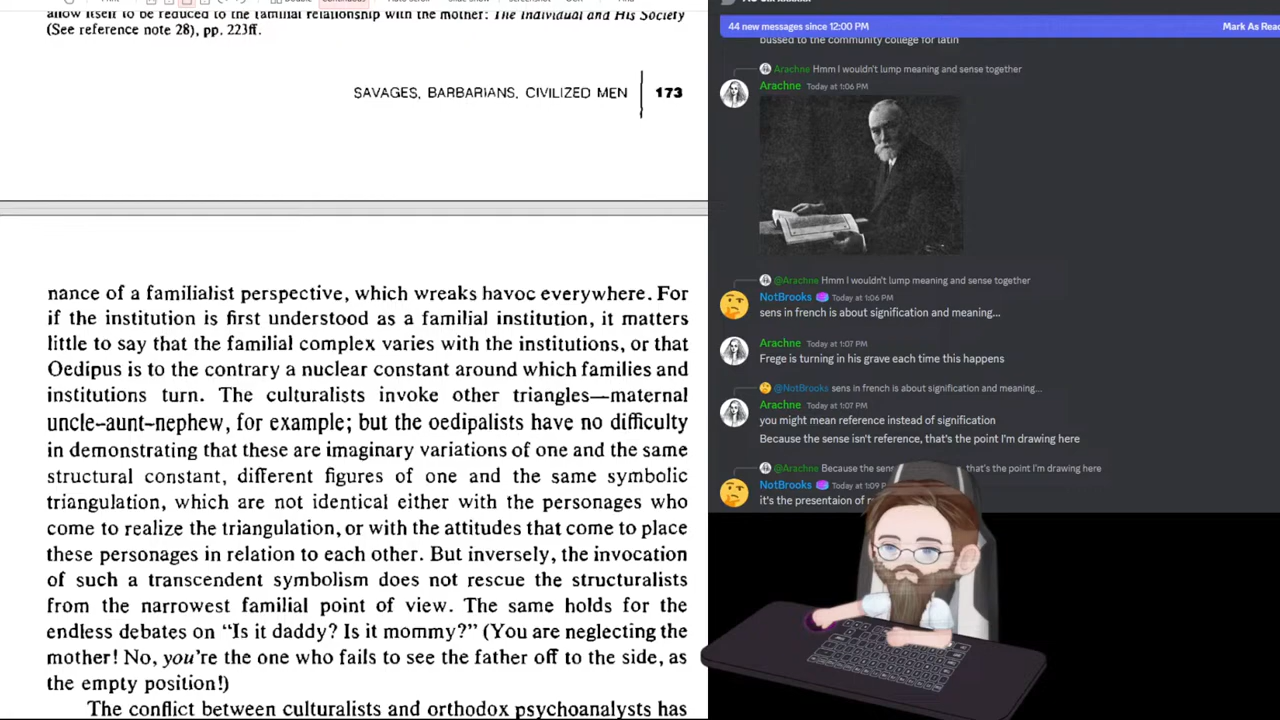 allow itself to be reduced to the familial relationship with the mother: The Individual and His Society
(See reference note 28), pp. 223ff.
SAVAGES, BARBARIANS, CIVILIZED MEN 173
nance of a familialist perspective, which wreaks havoc everywhere. For
if the institution is first understood as a familial institution, it matters
little to say that the familial complex varies with the institutions, or that
Oedipus is to the contrary a nuclear constant around which families and
institutions turn. The culturalists invoke other triangles—maternal
uncle-aunt-nephew, for example; but the oedipalists have no difficulty
in demonstrating that these are imaginary variations of one and the same
structural constant, different figures of one and the same symbolic
triangulation, which are not identical either with the personages who
come to realize the triangulation, or with the attitudes that come to place
these personages in relation to each other. But inversely, the invocation
of such a transcendent symbolism does not rescue the structuralists
from the narrowest familial point of view. The same holds for the
endless debates on “Is it daddy? Is it mommy?” (You are neglecting the
mother! No, you're the one who fails to see the father off to the side, as
the empty position!)
The conflict between culturalists and orthodox psychoanalysts has
44 new messages since 12:00 PM Mark As Rea
bussed to the community college for latin
Arachne Hmm I wouldn't lump meaning and sense together
Arachne Today at 1:06 PM
@Arachne Hmm I wouldn't lump meaning and sense together
NotBrooks Today at 1:06 PM
sens in french is about signification and meaning...
Arachne Today at 1:07 PM
Frege is turning in his grave each time this happens
@NotBrooks sens in french is about signification and meaning...
Arachne Today at 1:07 PM
you might mean reference instead of signification
Because the sense isn't reference, that's the point I'm drawing here
@Arachne Because the sens that's the point I'm drawing here
NotBrooks Today at 1:09 P
it's the presentaion of